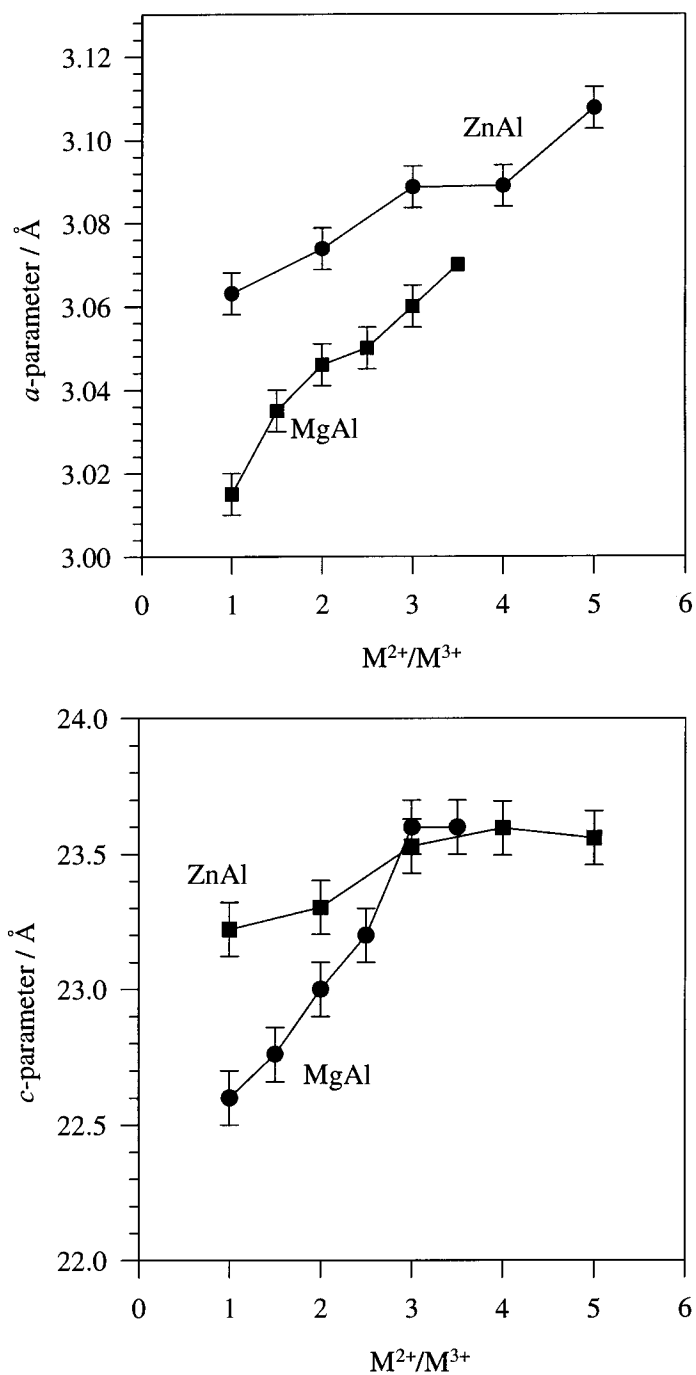 3.12
ZnAl
3.10
3.08
a-parameter / Å
3.06
3.04
MgAl
3.02
3.00
0 1 2 3 4 5 6
M²⁺/M³⁺
24.0
23.5
ZnAl
c-parameter / Å
23.0
MgAl
22.5
22.0
0 1 2 3 4 5 6
M²⁺/M³⁺